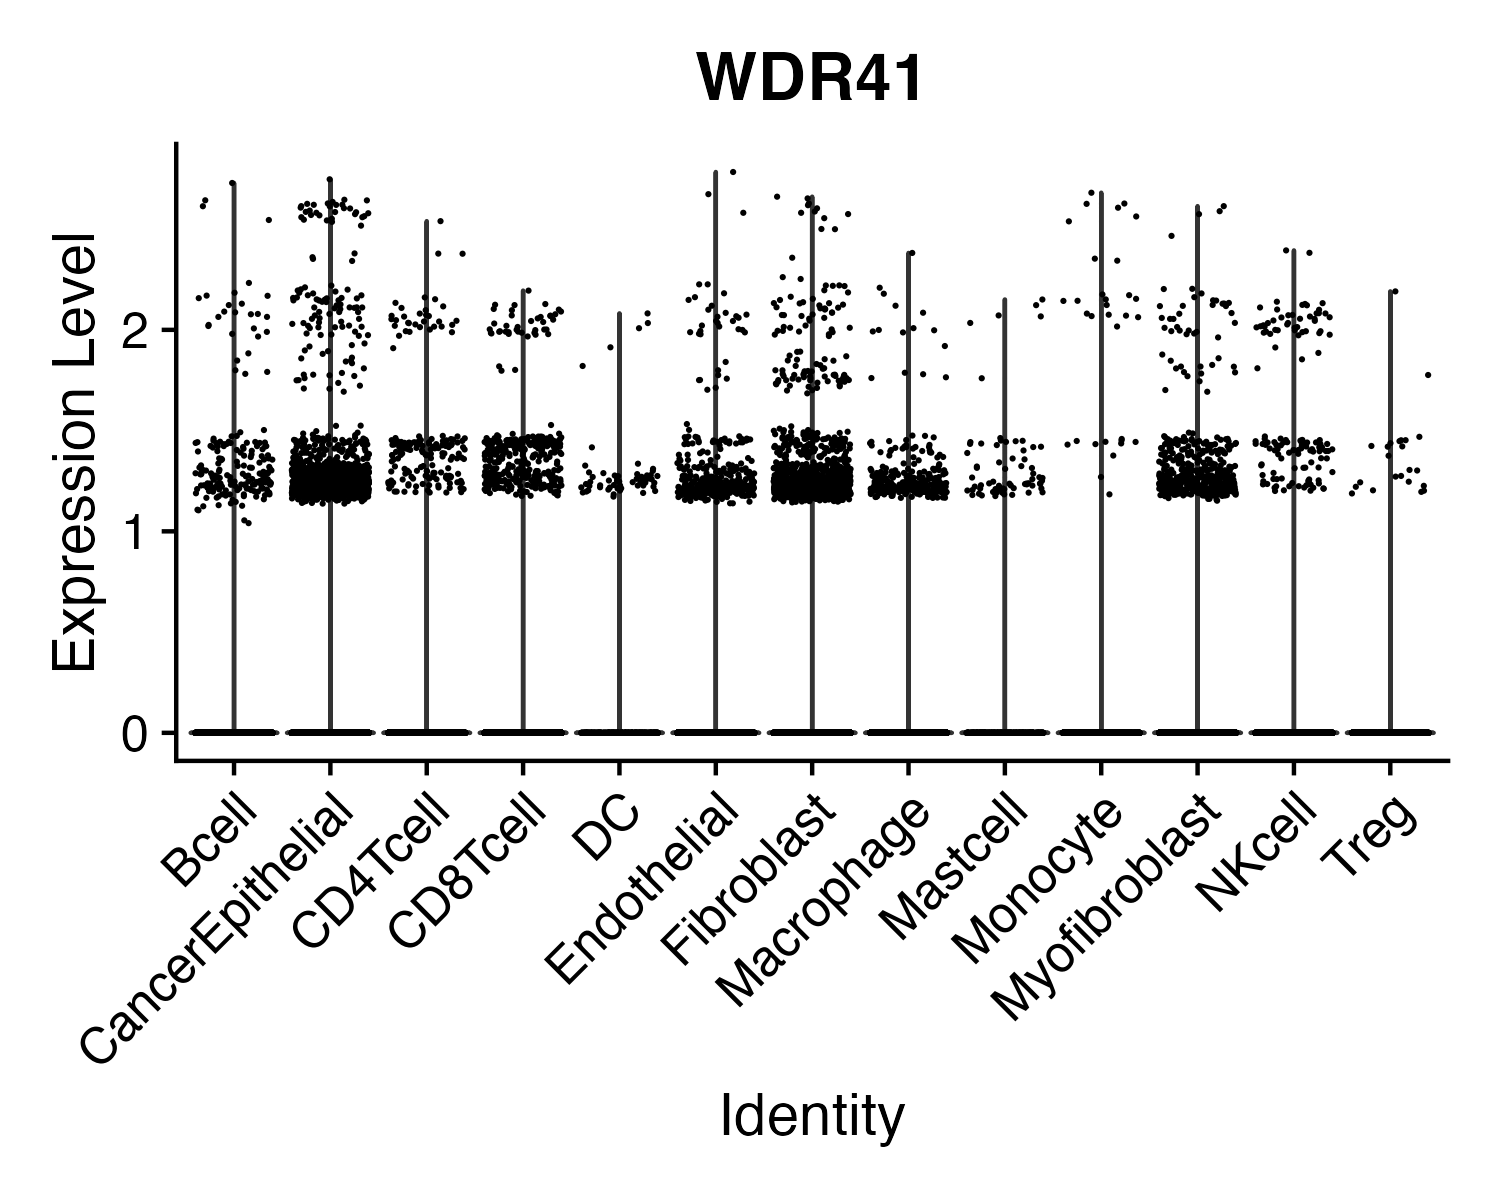 WDR41
Expression Level
2
1
0
Bcell
CancerEpithelial
CD4Tcell
CD8Tcell
DC
Endothelial
Fibroblast
Macrophage
Mastcell
Monocyte
Myofibroblast
NKcell
Treg
Identity